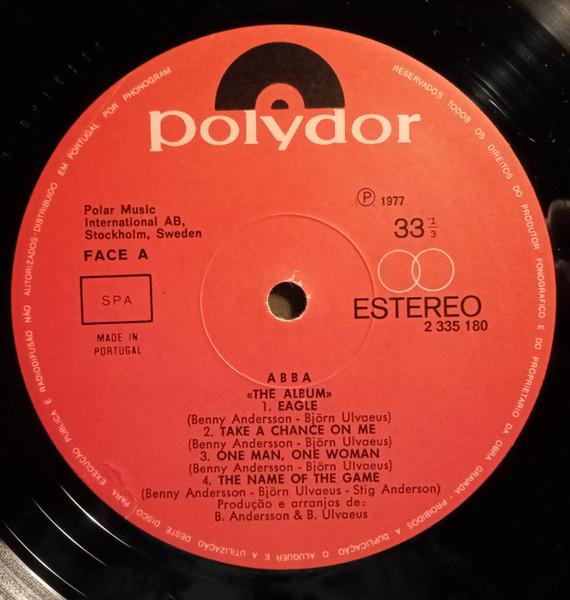 polydor
Polar Music
International AB,
Stockholm, Sweden
FACE A
SPA
MADE IN
PORTUGAL
Ⓟ 1977
33 1/3
ESTEREO
2 335 180
ABBA
«THE ALBUM»
1. EAGLE
(Benny Andersson - Björn Ulvaeus)
2. TAKE A CHANCE ON ME
(Benny Andersson - Björn Ulvaeus)
3. ONE MAN, ONE WOMAN
(Benny Andersson - Björn Ulvaeus)
4. THE NAME OF THE GAME
(Benny Andersson - Björn Ulvaeus - Stig Anderson)
Produção e arranjos de:
B. Andersson & B. Ulvaeus
RESERVADOS TODOS OS DIREITOS DO PRODUTOR FONOGRAFICO E DO PROPRIETARIO DA OBRA GRAVADA - PROIBIDOS A DUPLICAÇÃO O ALUGUER E A UTILIZAÇÃO DESTE DISCO PARA EXECUÇÃO PUBLICA E RADIODIFUSÃO NÃO AUTORIZADOS · DISTRIBUIDO EM PORTUGAL POR PHONOGRAM